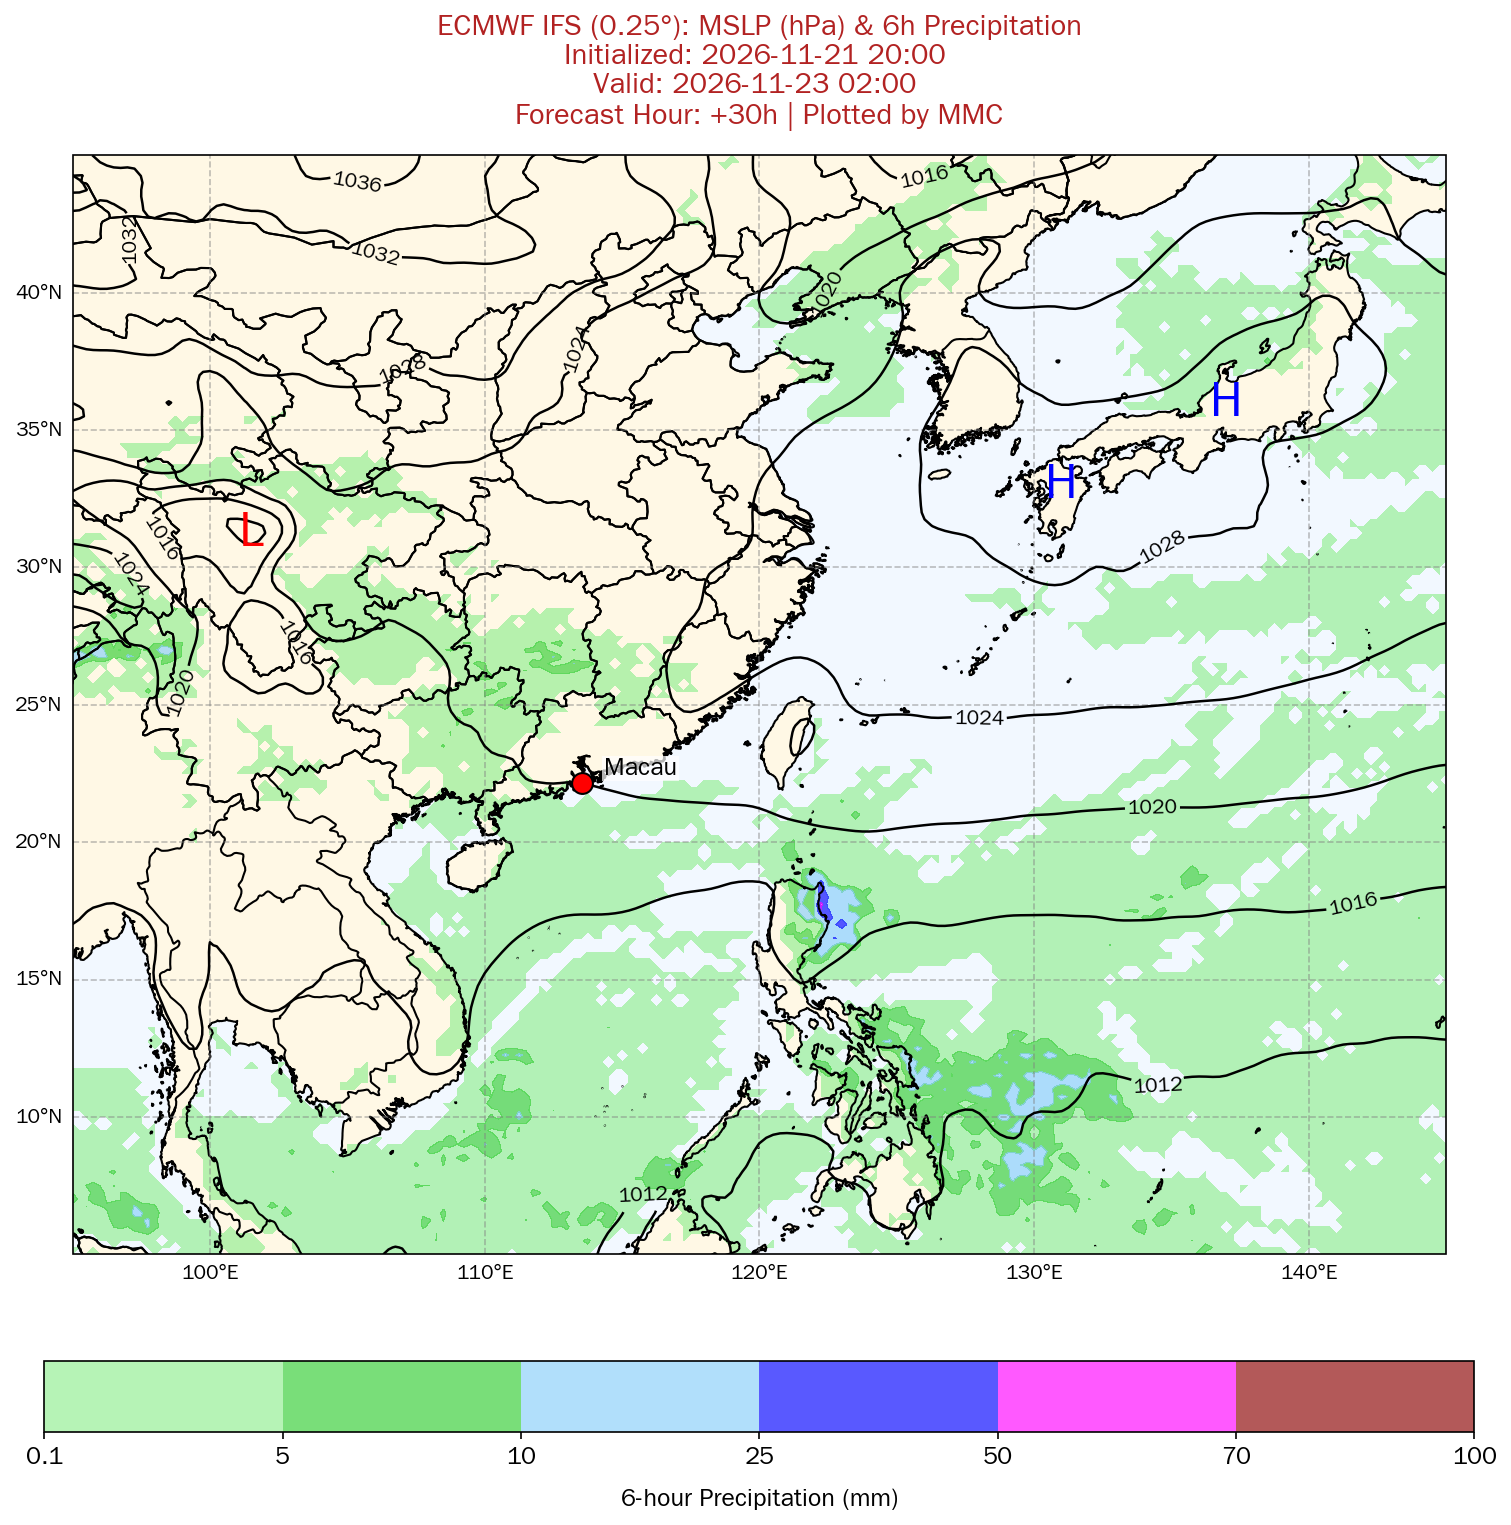 ECMWF IFS (0.25°): MSLP (hPa) & 6h Precipitation
Initialized: 2026-11-21 20:00
Valid: 2026-11-23 02:00
Forecast Hour: +30h | Plotted by MMC
1036
1016
1032
1032
40°N
1020
1024
1028
H
35°N
H
L
1016
1028
30°N
1024
1016
1020
25°N
1024
Macau
1020
20°N
1016
15°N
1012
10°N
1012
100°E
110°E
120°E
130°E
140°E
0.1
5
10
25
50
70
100
6-hour Precipitation (mm)